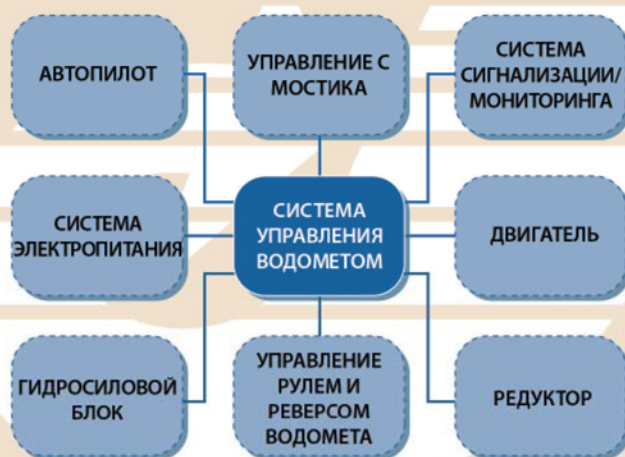 АВТОПИЛОТ
УПРАВЛЕНИЕ С
МОСТИКА
СИСТЕМА
СИГНАЛИЗАЦИИ/
МОНИТОРИНГА
СИСТЕМА
ЭЛЕКТРОПИТАНИЯ
СИСТЕМА
УПРАВЛЕНИЯ
ВОДОМЕТОМ
ДВИГАТЕЛЬ
ГИДРОСИЛОВОЙ
БЛОК
УПРАВЛЕНИЕ
РУЛЕМ И
РЕВЕРСОМ
ВОДОМЕТА
РЕДУКТОР